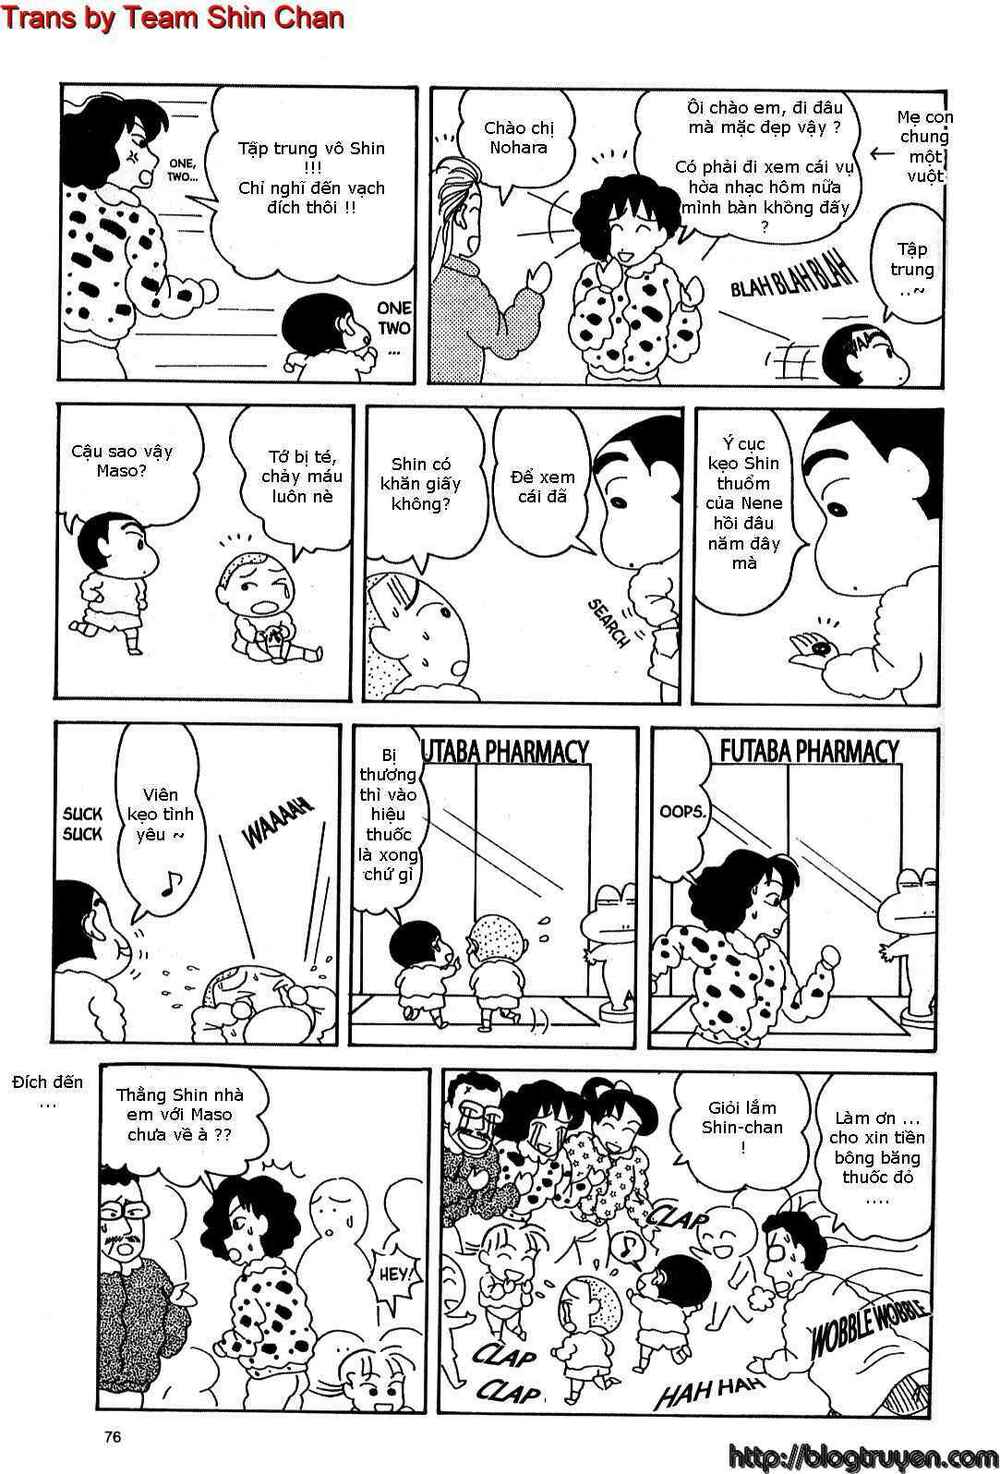 Trans by Team Shin Chan
ONE,
TWO...
Tập trung vô Shin
!!!
Chỉ nghĩ đến vạch
đích thôi !!
ONE
TWO
...
Chào chị
Nohara
Ôi chào em, đi đâu
mà mặc đẹp vậy ?
Có phải đi xem cái vụ
hòa nhạc hôm nữa
mình bàn khồng đấy
?
Mẹ con
chung
một
vuột
←
BLAH BLAH BLAH
Tập
trung
..~
Cậu sao vậy
Maso?
Tớ bị té,
chảy máu
luôn nè
Shin có
khăn giấy
không?
Để xem
cái đã
SEARCH
Ý cục
kẹo Shin
thuổm
của Nene
hồi đâu
năm đây
mà
SUCK
SUCK
Viên
kẹo tình
yêu ~
WAAAAH
Bị
thương
thì vào
hiệu
thuốc
là xong
chứ gì
UTABA PHARMACY
FUTABA PHARMACY
OOPS.
Đích đến
...
Thằng Shin nhà
em với Maso
chưa về à ??
HEY!
Giỏi lắm
Shin-chan
!
Làm ơn ...
cho xin tiền
bông băng
thuốc đỏ
....
CLAP
CLAP
CLAP
HAH HAH
WOBBLE WOBBLE
76
http://blogtruyen.com